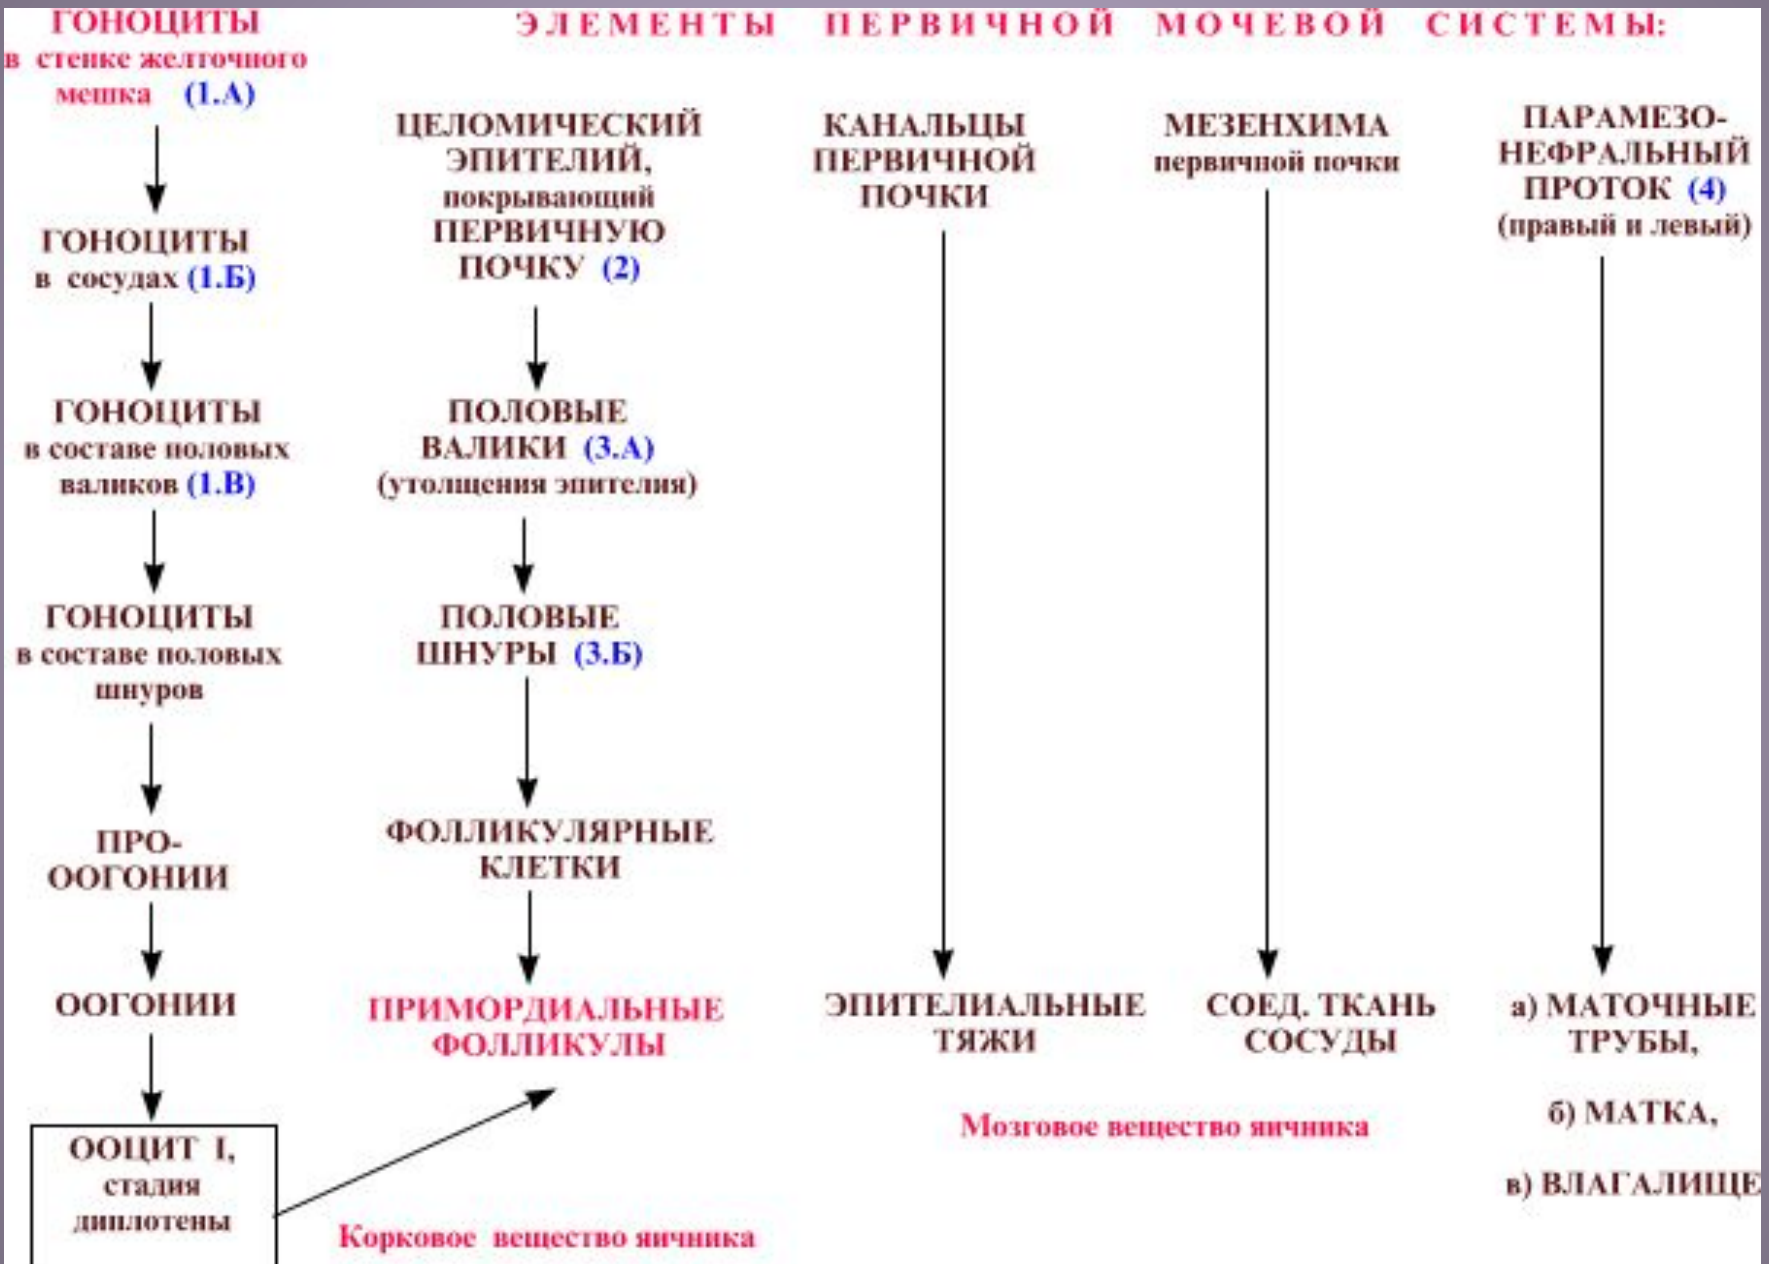 ГОНОЦИТЫ
в стенке желточного
мешка (1.А)
ГОНОЦИТЫ
в сосудах (1.Б)
ГОНОЦИТЫ
в составе половых
валиков (1.В)
ГОНОЦИТЫ
в составе половых
шнуров
ПРО-
ООГОНИИ
ООГОНИИ
ООЦИТ I,
стадия
диплотены
ЭЛЕМЕНТЫ ПЕРВИЧНОЙ МОЧЕВОЙ СИСТЕМЫ:
ЦЕЛОМИЧЕСКИЙ
ЭПИТЕЛИЙ,
покрывающий
ПЕРВИЧНУЮ
ПОЧКУ (2)
ПОЛОВЫЕ
ВАЛИКИ (3.А)
(утолщения эпителия)
ПОЛОВЫЕ
ШНУРЫ (3.Б)
ФОЛЛИКУЛЯРНЫЕ
КЛЕТКИ
ПРИМОРДИАЛЬНЫЕ
ФОЛЛИКУЛЫ
Корковое вещество яичника
КАНАЛЬЦЫ
ПЕРВИЧНОЙ
ПОЧКИ
ЭПИТЕЛИАЛЬНЫЕ
ТЯЖИ
МЕЗЕНХИМА
первичной почки
СОЕД. ТКАНЬ
СОСУДЫ
Мозговое вещество яичника
ПАРАМЕЗО-
НЕФРАЛЬНЫЙ
ПРОТОК (4)
(правый и левый)
а) МАТОЧНЫЕ
ТРУБЫ,
б) МАТКА,
в) ВЛАГАЛИЩЕ